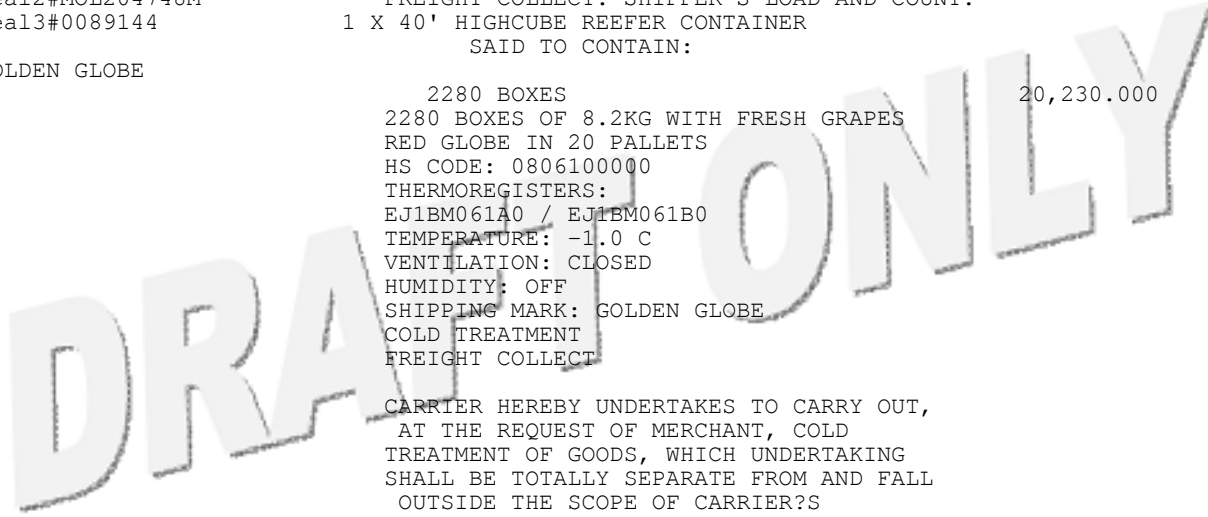 FREIGHT COLLECT. SHIPPER'S LOAD AND COUNT.
eal3#0089144 1 X 40' HIGHCUBE REEFER CONTAINER
SAID TO CONTAIN:
OLDEN GLOBE
2280 BOXES 20,230.000
2280 BOXES OF 8.2KG WITH FRESH GRAPES
RED GLOBE IN 20 PALLETS
HS CODE: 0806100000
THERMOREGISTERS:
EJ1BM061A0 / EJ1BM061B0
TEMPERATURE: -1.0 C
VENTILATION: CLOSED
HUMIDITY: OFF
SHIPPING MARK: GOLDEN GLOBE
COLD TREATMENT
FREIGHT COLLECT
CARRIER HEREBY UNDERTAKES TO CARRY OUT,
AT THE REQUEST OF MERCHANT, COLD
TREATMENT OF GOODS, WHICH UNDERTAKING
SHALL BE TOTALLY SEPARATE FROM AND FALL
OUTSIDE THE SCOPE OF CARRIER?S
DRAFT ONLY